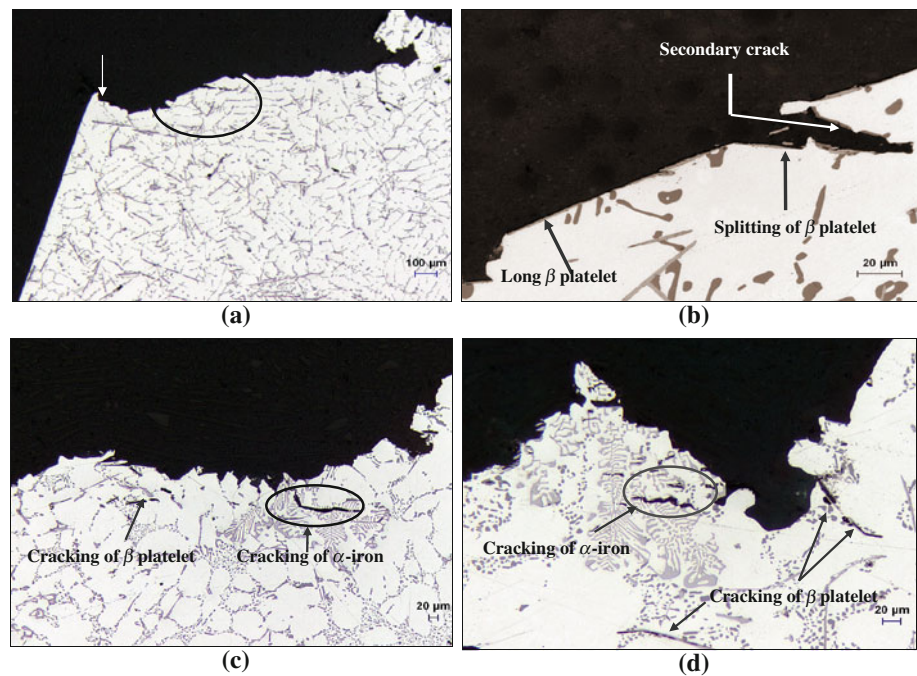 100 μm
(a)
Secondary crack
Splitting of β platelet
Long β platelet
20 μm
(b)
Cracking of β platelet
Cracking of α-iron
20 μm
(c)
Cracking of α-iron
Cracking of β platelet
20 μm
(d)